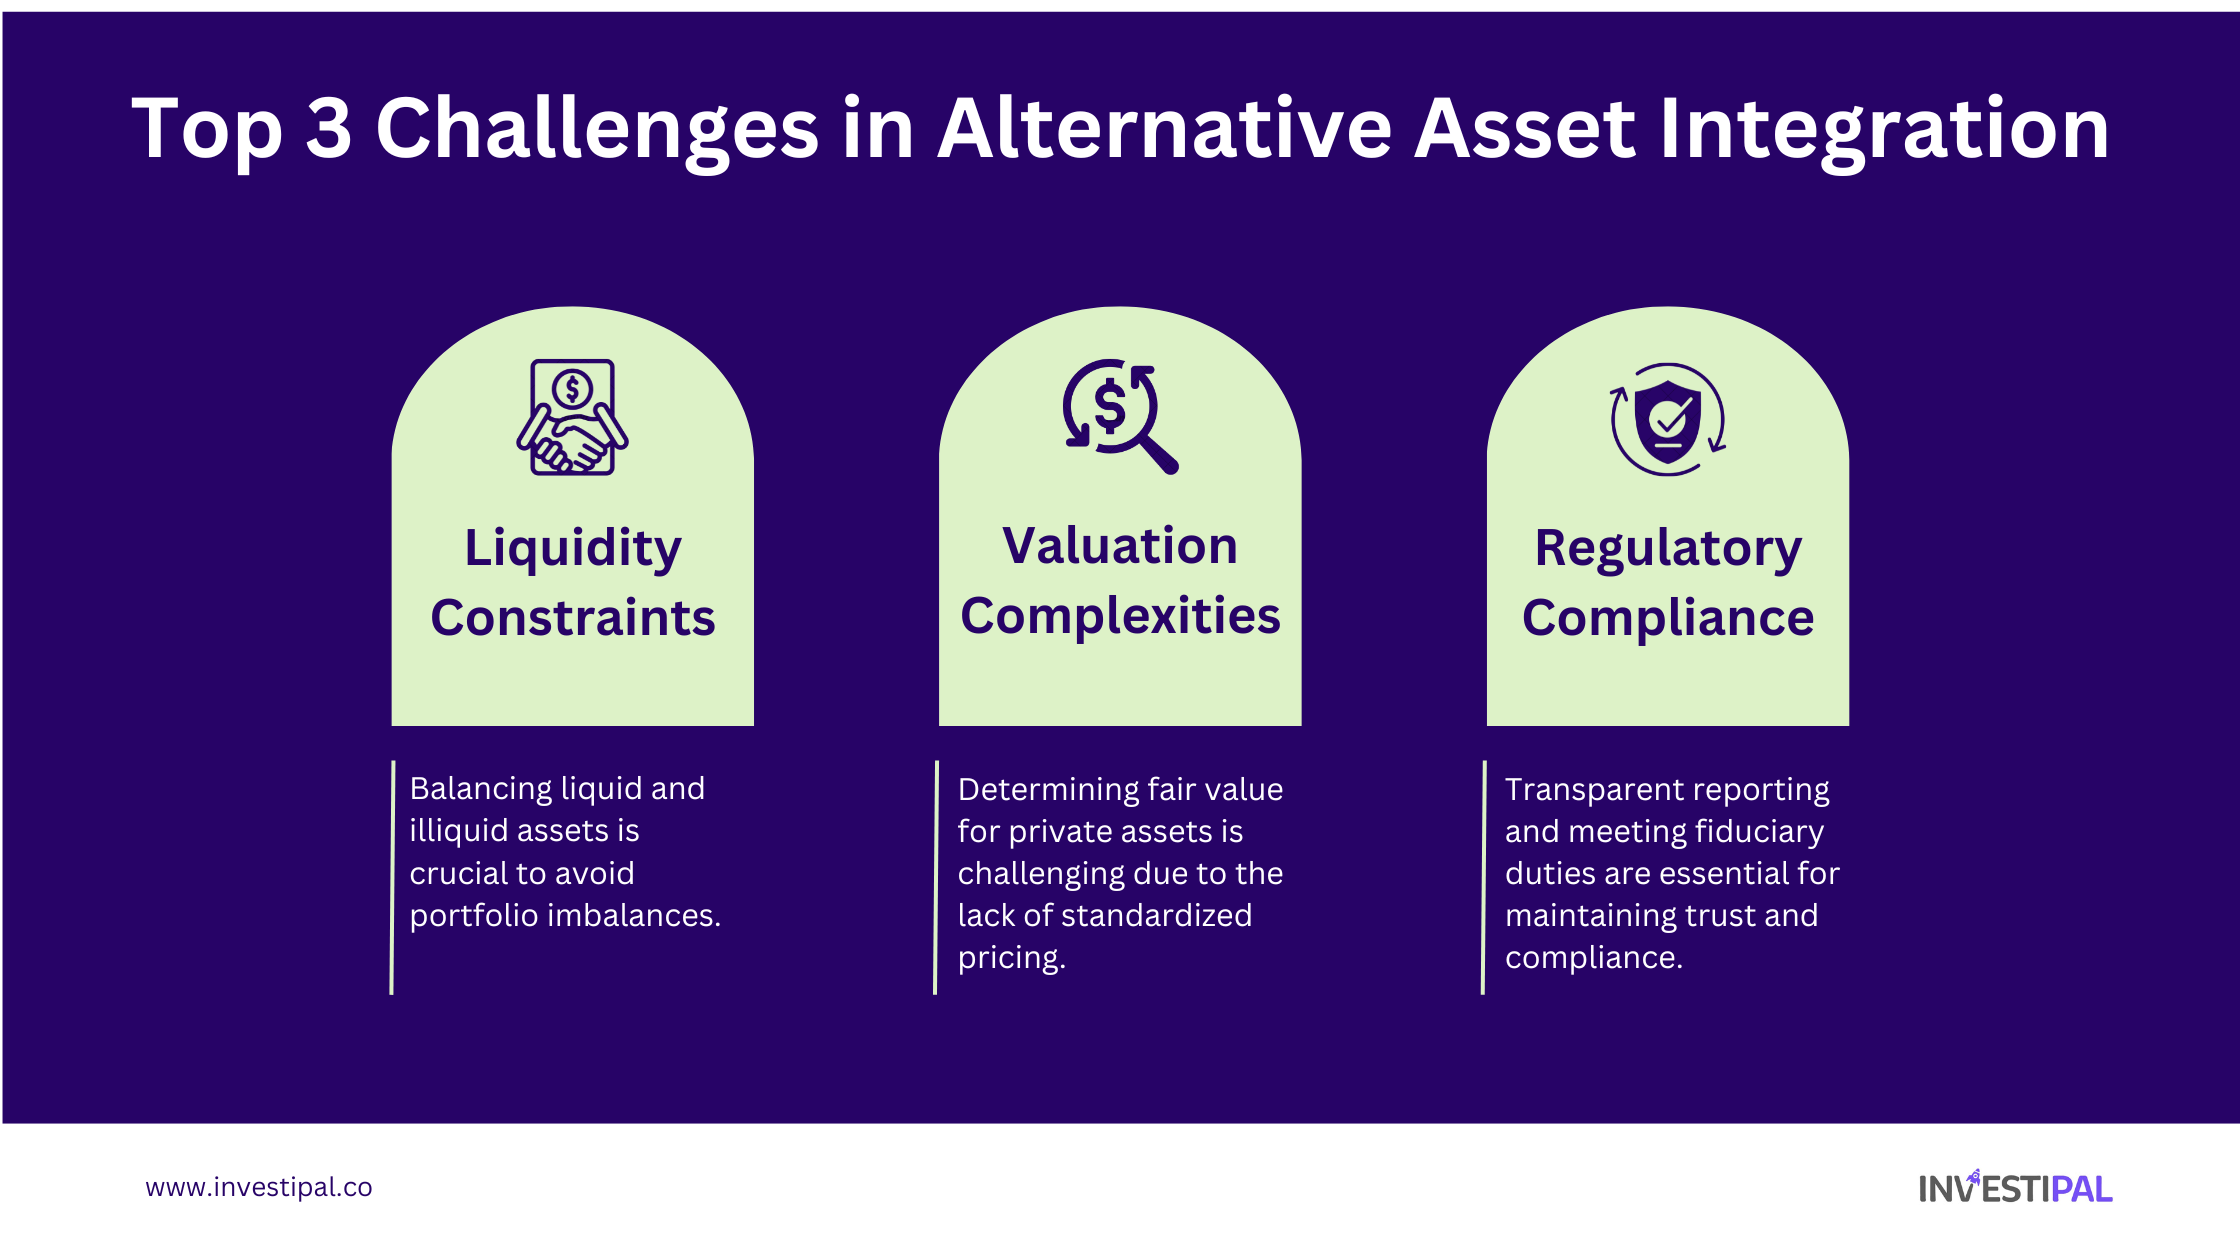 Top 3 Challenges in Alternative Asset Integration
Liquidity
Constraints
Balancing liquid and
illiquid assets is
crucial to avoid
portfolio imbalances.
Valuation
Complexities
Determining fair value
for private assets is
challenging due to the
lack of standardized
pricing.
Regulatory
Compliance
Transparent reporting
and meeting fiduciary
duties are essential for
maintaining trust and
compliance.
www.investipal.co
INVESTIPAL